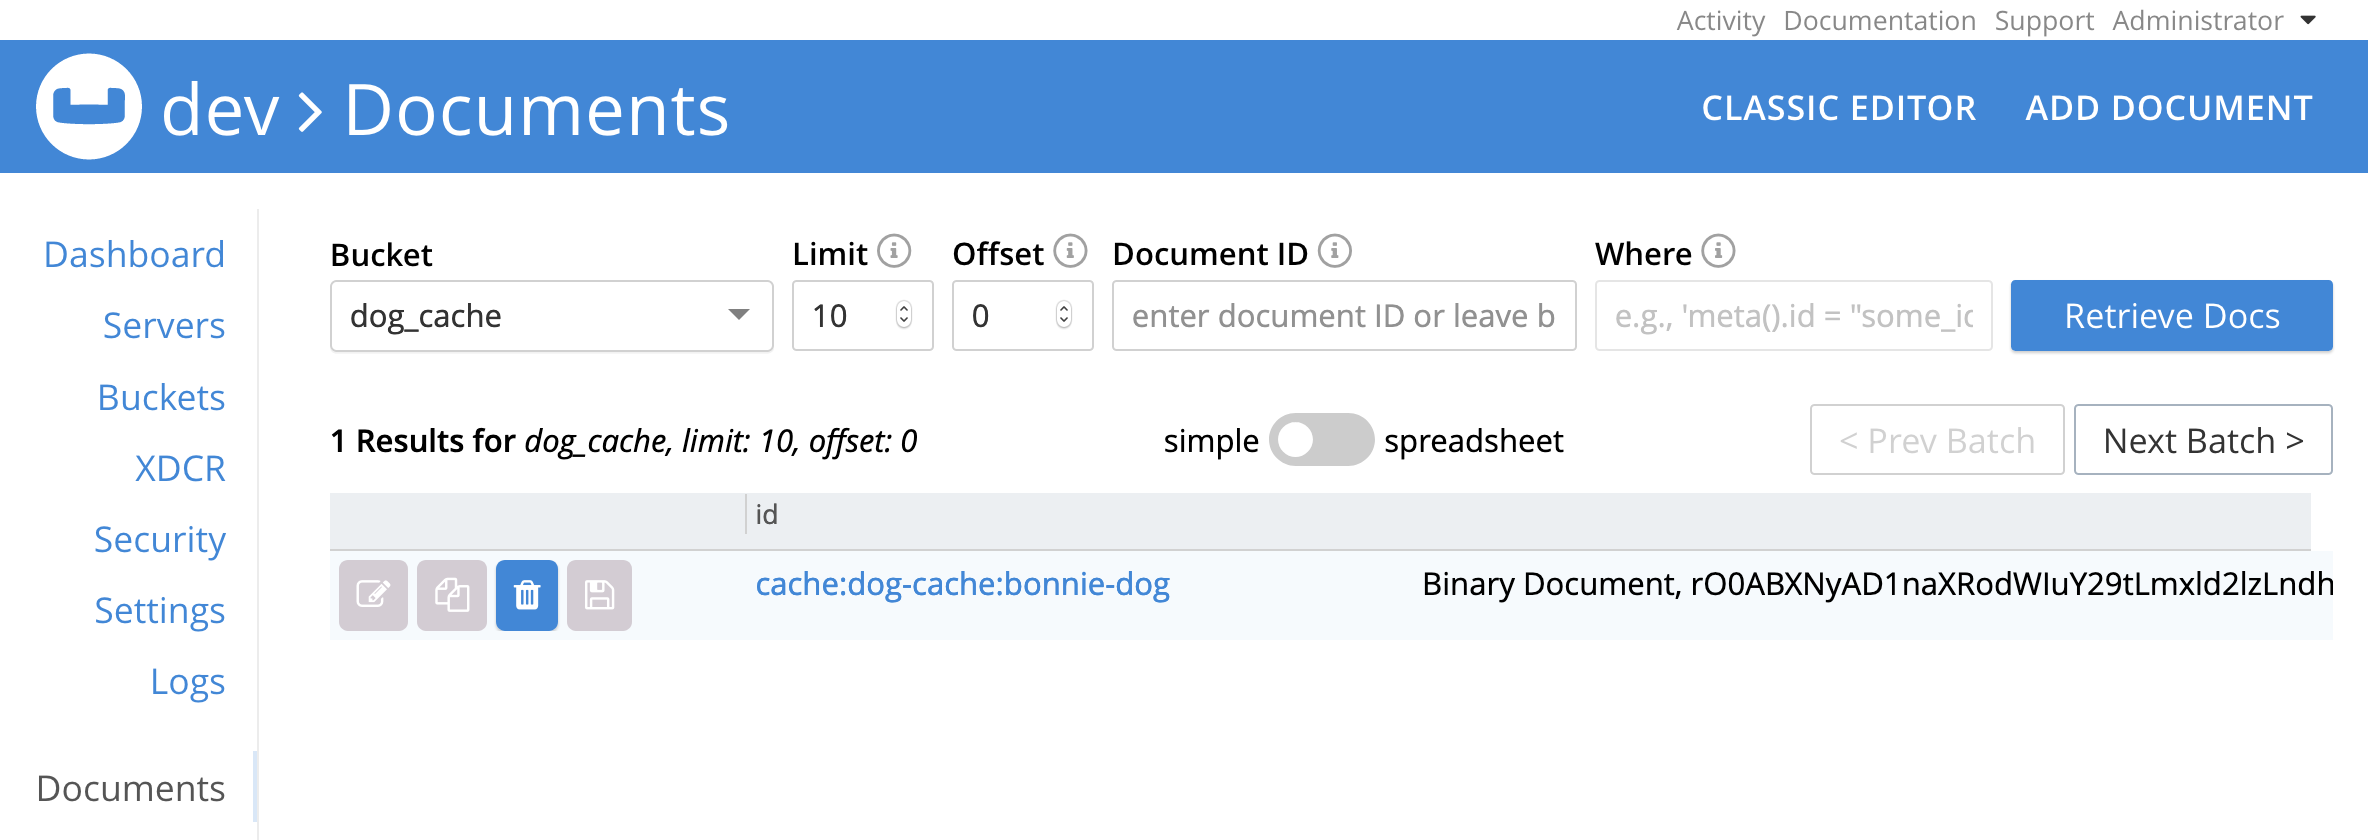 Activity Documentation Support Administrator
dev > Documents CLASSIC EDITOR ADD DOCUMENT
Dashboard
Servers
Buckets
XDCR
Security
Settings
Logs
Documents
Bucket Limit Offset Document ID Where
dog_cache 10 0 enter document ID or leave b e.g., 'meta().id = "some_ic Retrieve Docs
1 Results for dog_cache, limit: 10, offset: 0 simple spreadsheet < Prev Batch Next Batch >
id
cache:dog-cache:bonnie-dog Binary Document, rO0ABXNyAD1naXRodWIuY29tLmxld2lzLndh